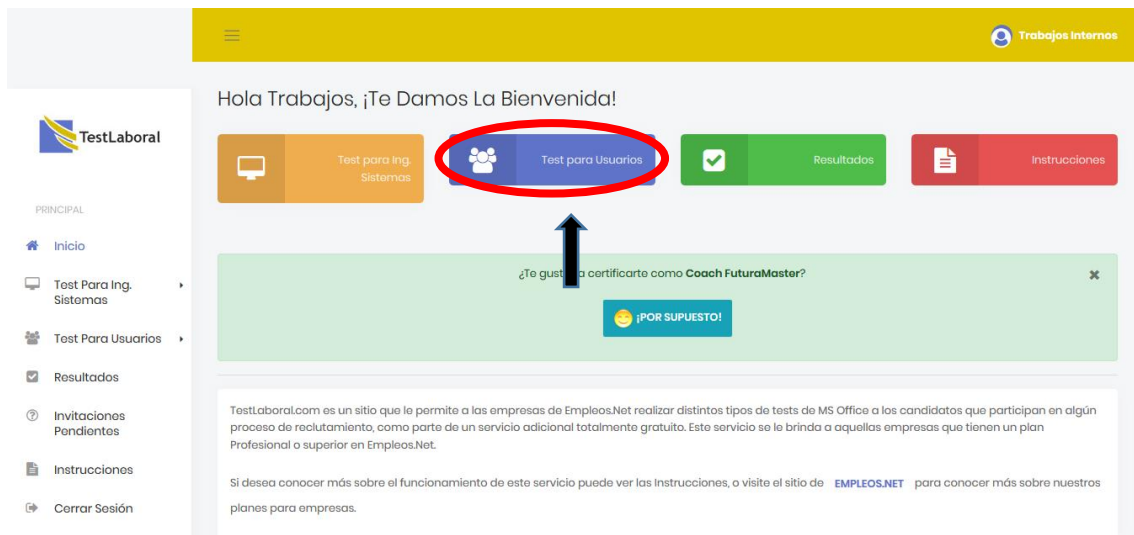 Trabajos Internos
Hola Trabajos, ¡Te Damos La Bienvenida!
TestLaboral
Test para Ing.
Sistemas
Test para Usuarios
Resultados
Instrucciones
PRINCIPAL
Inicio
Test Para Ing.
Sistemas
Test Para Usuarios
Resultados
Invitaciones
Pendientes
Instrucciones
Cerrar Sesión
¿Te gust a certificarte como Coach FuturaMaster?
¡POR SUPUESTO!
TestLaboral.com es un sitio que le permite a las empresas de Empleos.Net realizar distintos tipos de tests de MS Office a los candidatos que participan en algún
proceso de reclutamiento, como parte de un servicio adicional totalmente gratuito. Este servicio se le brinda a aquellas empresas que tienen un plan
Profesional o superior en Empleos.Net.
Si desea conocer más sobre el funcionamiento de este servicio puede ver las Instrucciones, o visite el sitio de EMPLEOS.NET para conocer más sobre nuestros
planes para empresas.